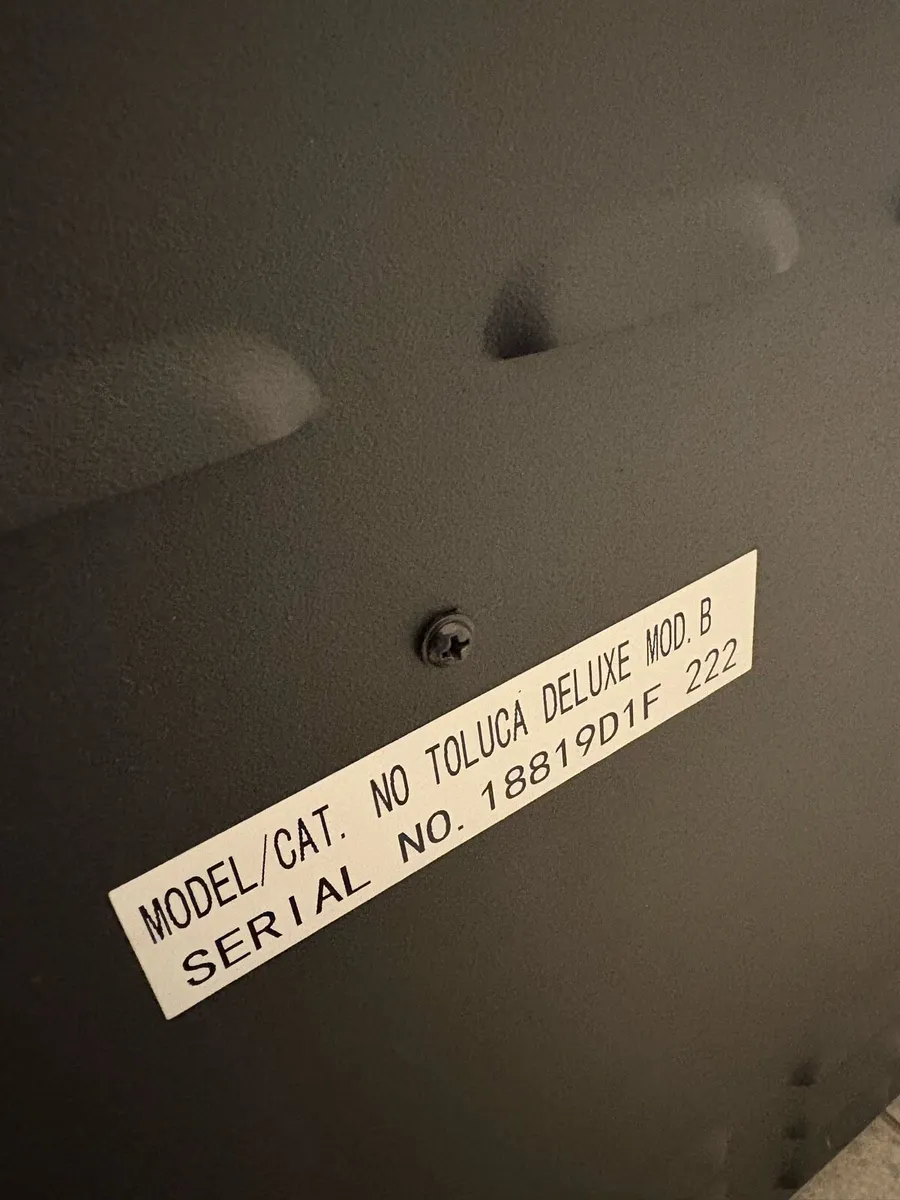 MODEL/CAT. NO TOLUCA DELUXE MOD. B
SERIAL NO. 18819D1F 222